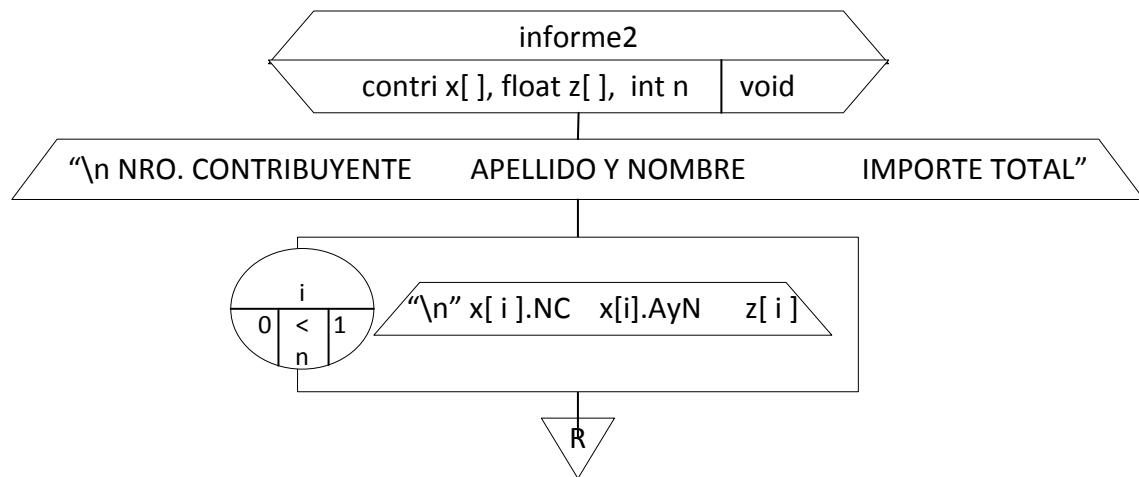 informe2
contri x[ ], float z[ ],  int n void
“\n NRO. CONTRIBUYENTE APELLIDO Y NOMBRE IMPORTE TOTAL”
i
0 < 1
n
“\n” x[ i ].NC x[i].AyN z[ i ]
R